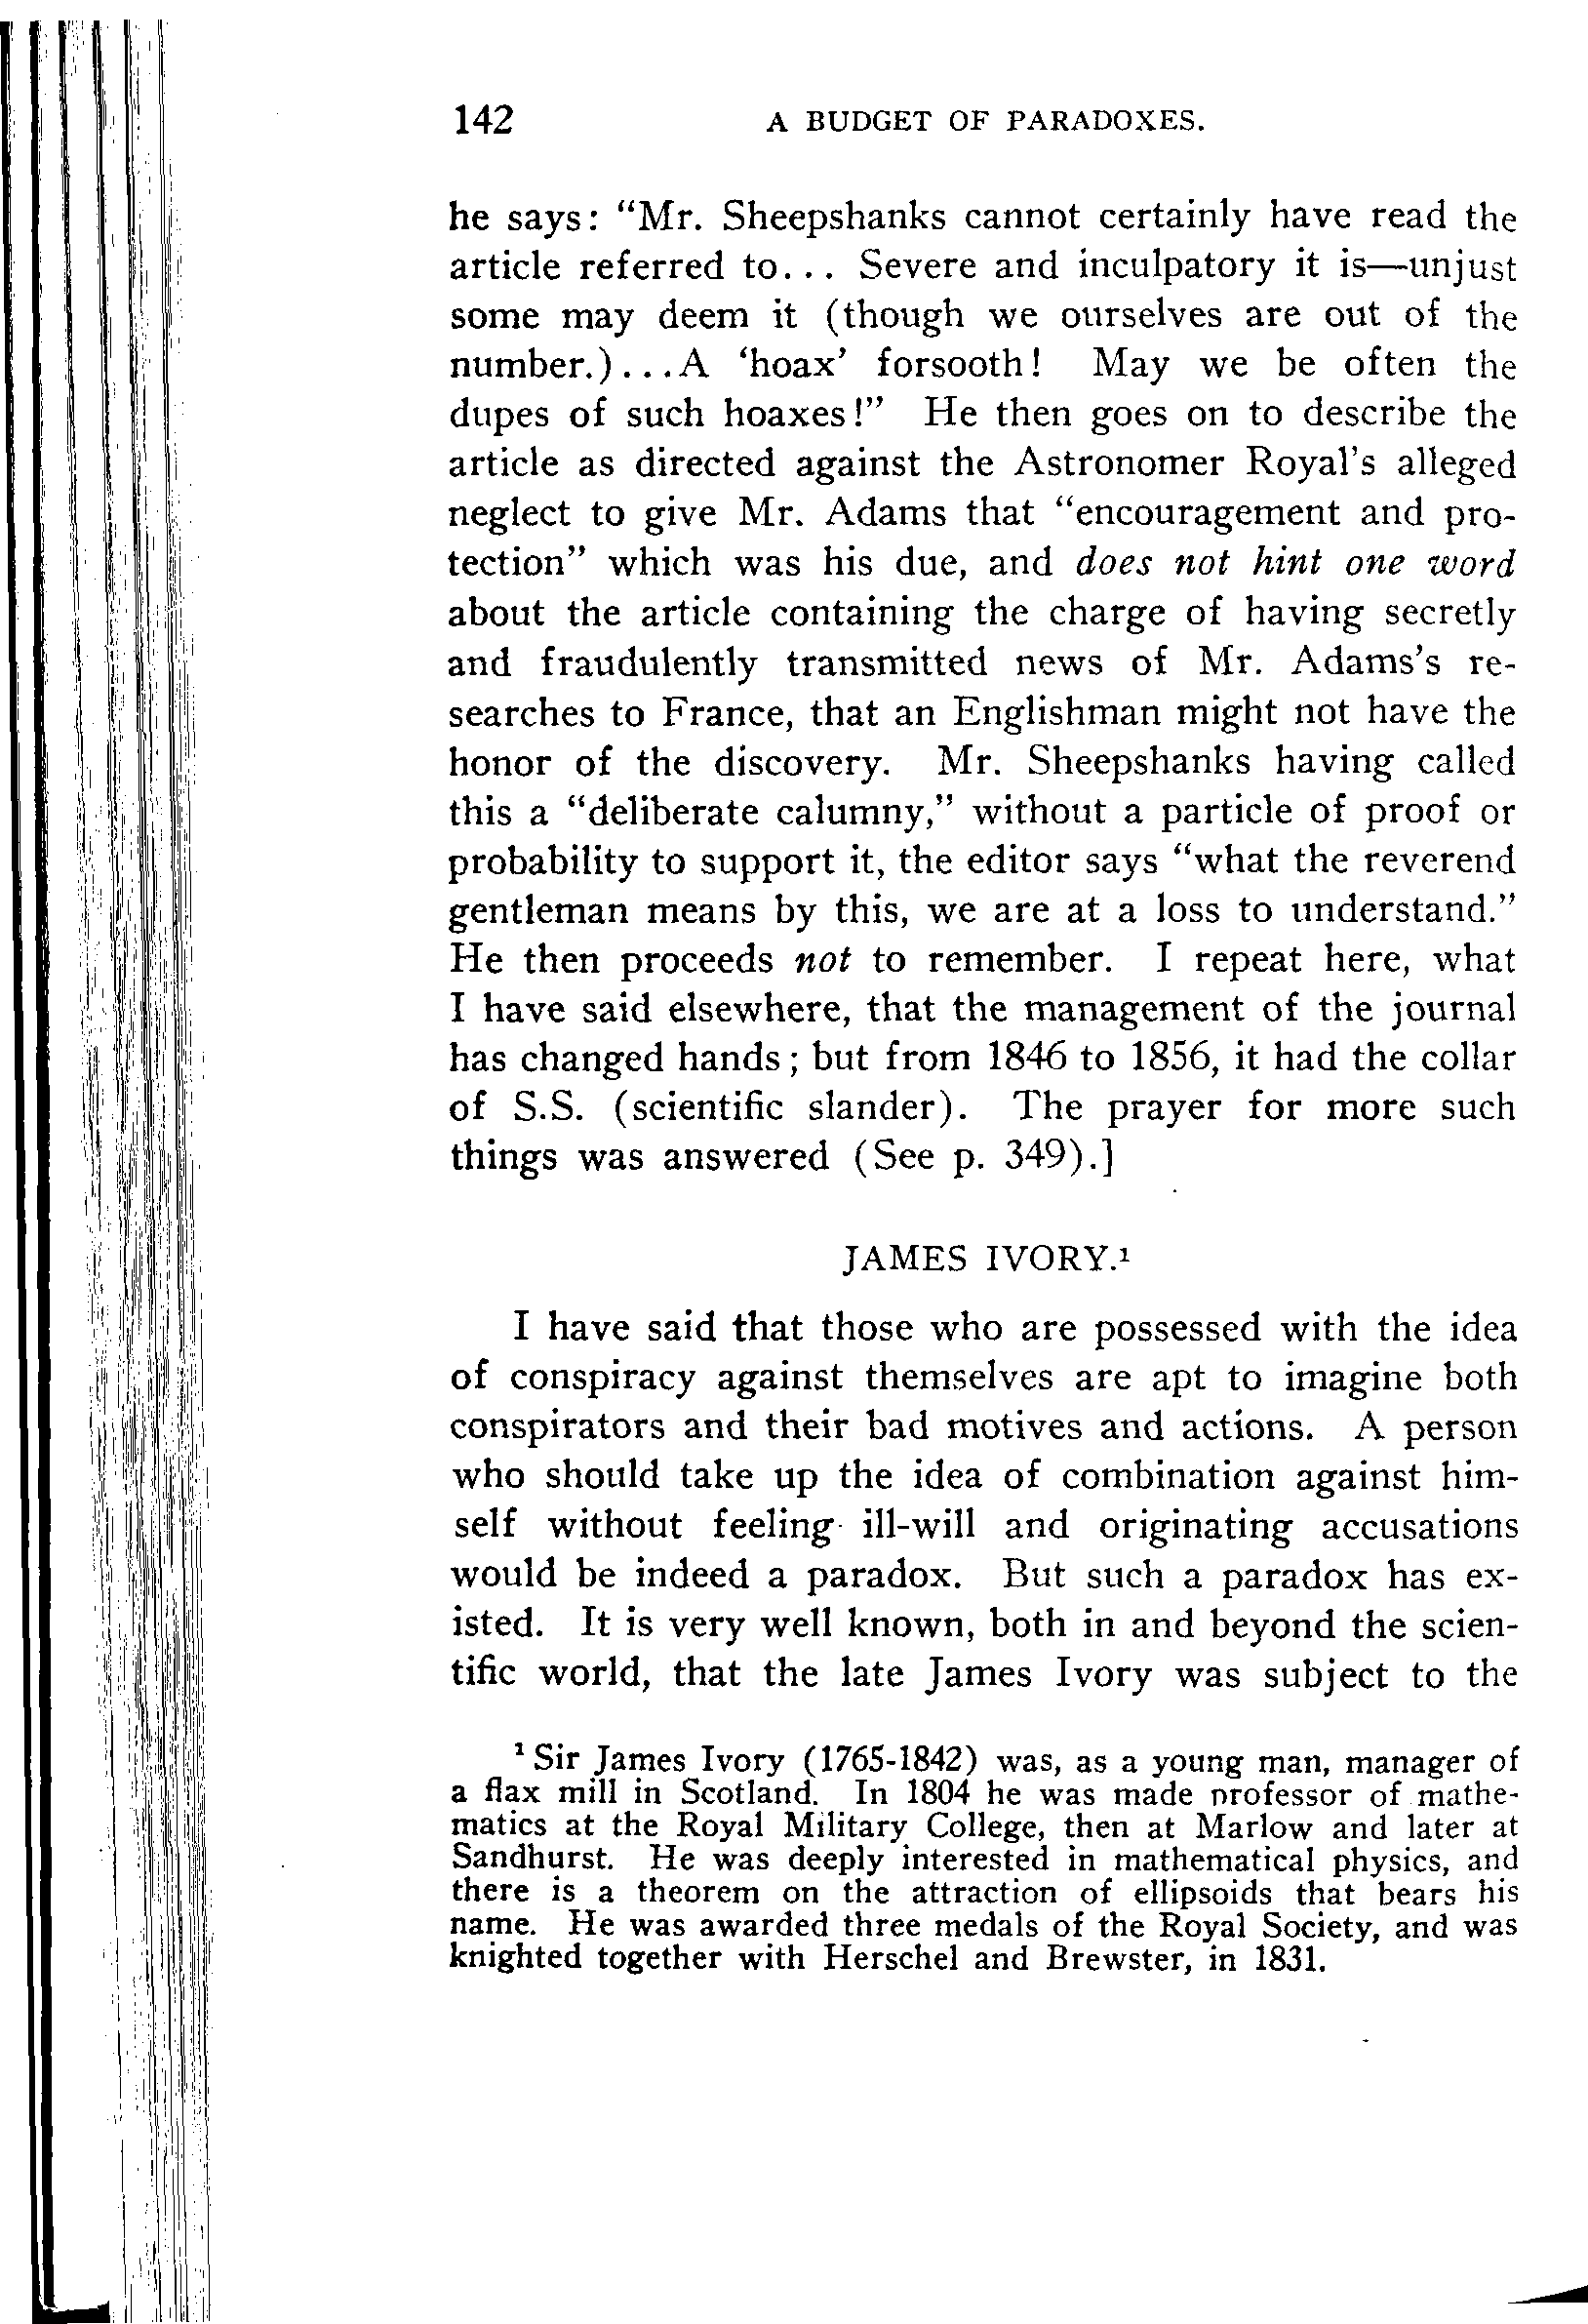 142 A BUDGET OF PARADOXES.
he says: “Mr. Sheepshanks cannot certainly have read the
article referred to... Severe and inculpatory it is—unjust
some may deem it (though we ourselves are out of the
number.)...A ‘hoax’ forsooth! May we be often the
dupes of such hoaxes!” He then goes on to describe the
article as directed against the Astronomer Royal’s alleged
neglect to give Mr. Adams that “encouragement and pro-
tection” which was his due, and does not hint one word
about the article containing the charge of having secretly
and fraudulently transmitted news of Mr. Adams’s re-
searches to France, that an Englishman might not have the
honor of the discovery. Mr. Sheepshanks having called
this a “deliberate calumny,” without a particle of proof or
probability to support it, the editor says “what the reverend
gentleman means by this, we are at a loss to understand.”
He then proceeds not to remember. I repeat here, what
I have said elsewhere, that the management of the journal
has changed hands; but from 1846 to 1856, it had the collar
of S.S. (scientific slander). The prayer for more such
things was answered (See p. 349).]
JAMES IVORY.¹
I have said that those who are possessed with the idea
of conspiracy against themselves are apt to imagine both
conspirators and their bad motives and actions. A person
who should take up the idea of combination against him-
self without feeling ill-will and originating accusations
would be indeed a paradox. But such a paradox has ex-
isted. It is very well known, both in and beyond the scien-
tific world, that the late James Ivory was subject to the
¹ Sir James Ivory (1765-1842) was, as a young man, manager of
a flax mill in Scotland. In 1804 he was made professor of mathe-
matics at the Royal Military College, then at Marlow and later at
Sandhurst. He was deeply interested in mathematical physics, and
there is a theorem on the attraction of ellipsoids that bears his
name. He was awarded three medals of the Royal Society, and was
knighted together with Herschel and Brewster, in 1831.